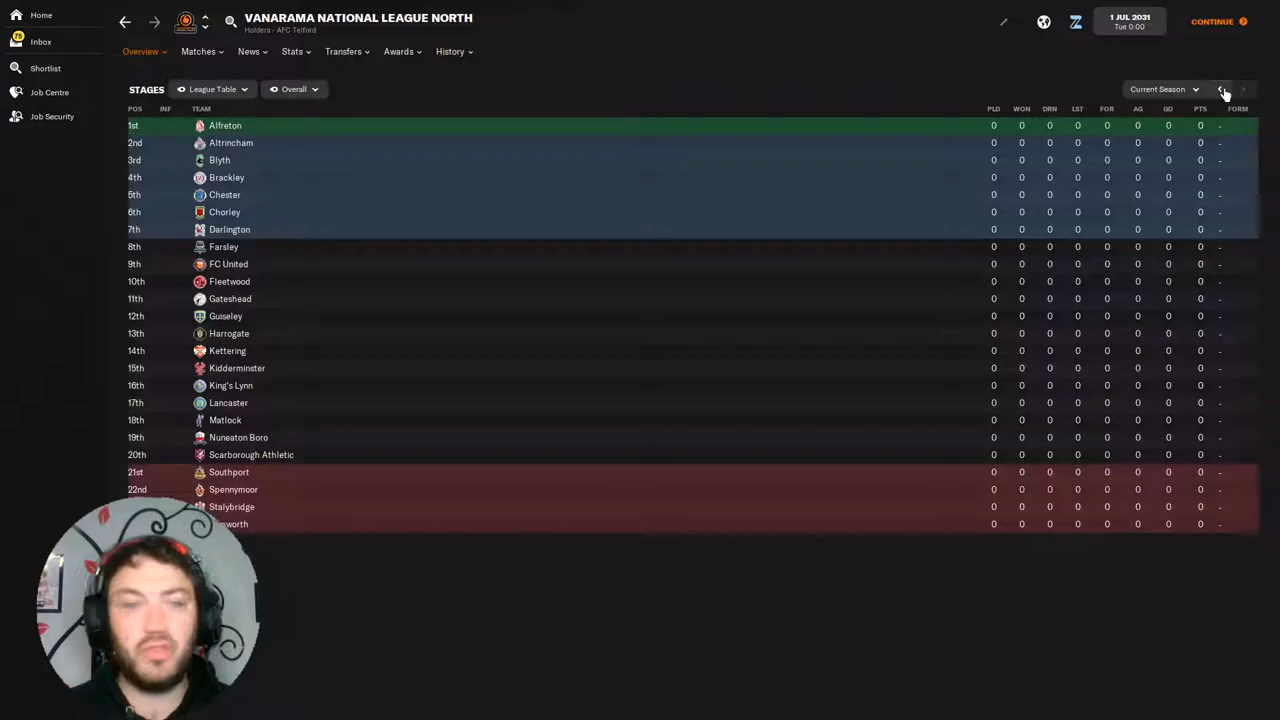 Home
75
Inbox
Shortlist
Job Centre
Job Security
VANARAMA NATIONAL LEAGUE NORTH
Holders - AFC Telford
1 JUL 2031
Tue 0:00
CONTINUE
Overview Matches News Stats Transfers Awards History
STAGES League Table Overall Current Season
POS INF TEAM PLD WON DRN LST FOR AG GD PTS FORM
1st Alfreton 0 0 0 0 0 0 0 0 -
2nd Altrincham 0 0 0 0 0 0 0 0 -
3rd Blyth 0 0 0 0 0 0 0 0 -
4th Brackley 0 0 0 0 0 0 0 0 -
5th Chester 0 0 0 0 0 0 0 0 -
6th Chorley 0 0 0 0 0 0 0 0 -
7th Darlington 0 0 0 0 0 0 0 0 -
8th Farsley 0 0 0 0 0 0 0 0 -
9th FC United 0 0 0 0 0 0 0 0 -
10th Fleetwood 0 0 0 0 0 0 0 0 -
11th Gateshead 0 0 0 0 0 0 0 0 -
12th Guiseley 0 0 0 0 0 0 0 0 -
13th Harrogate 0 0 0 0 0 0 0 0 -
14th Kettering 0 0 0 0 0 0 0 0 -
15th Kidderminster 0 0 0 0 0 0 0 0 -
16th King's Lynn 0 0 0 0 0 0 0 0 -
17th Lancaster 0 0 0 0 0 0 0 0 -
18th Matlock 0 0 0 0 0 0 0 0 -
19th Nuneaton Boro 0 0 0 0 0 0 0 0 -
20th Scarborough Athletic 0 0 0 0 0 0 0 0 -
21st Southport 0 0 0 0 0 0 0 0 -
22nd Spennymoor 0 0 0 0 0 0 0 0 -
Stalybridge 0 0 0 0 0 0 0 0 -
0 0 0 0 0 0 0 0 -